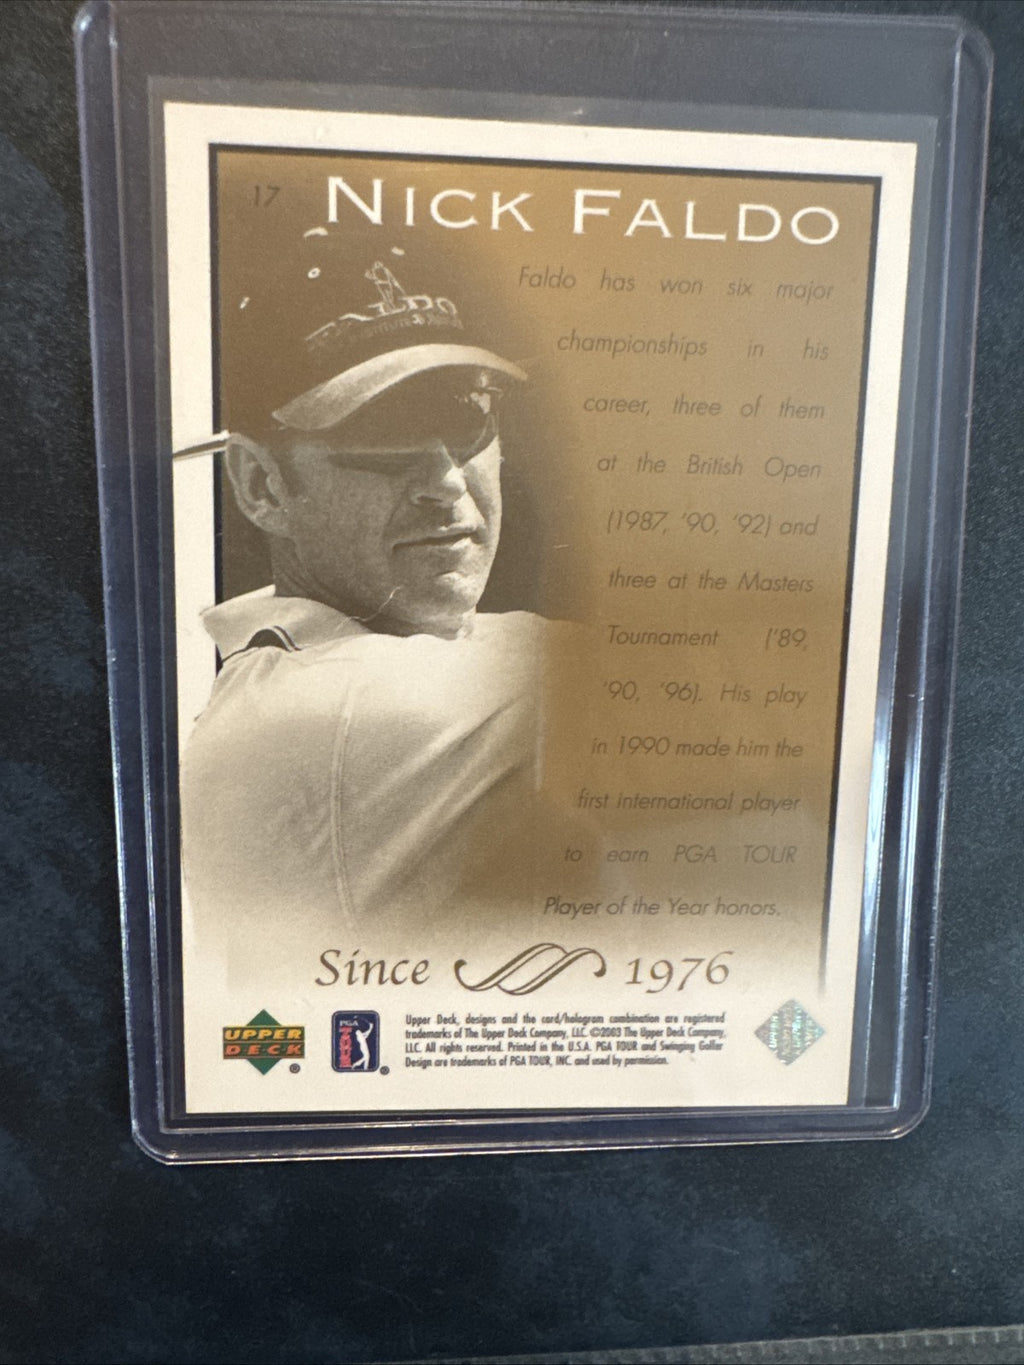 17
NICK FALDO
FALDO
Faldo has won six major
championships in his
career, three of them
at the British Open
(1987, '90, '92) and
three at the Masters
Tournament ('89,
'90, '96). His play
in 1990 made him the
first international player
to earn PGA TOUR
Player of the Year honors.
Since 1976
UPPER
DECK
®
PGA
TOUR
®
Upper Deck, designs and the card/hologram combination are registered
trademarks of The Upper Deck Company, LLC. ©2003 The Upper Deck Company,
LLC. All rights reserved. Printed in the U.S.A. PGA TOUR and Swinging Golfer
Design are trademarks of PGA TOUR, INC. and used by permission.